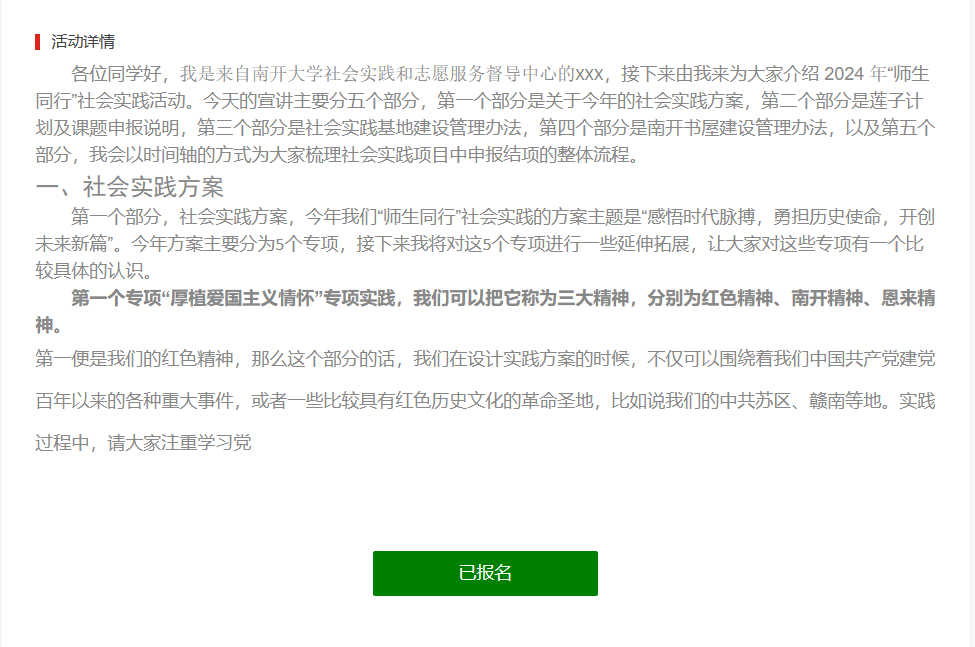 活动详情
各位同学好，我是来自南开大学社会实践和志愿服务督导中心的xxx，接下来由我来为大家介绍 2024 年“师生
同行”社会实践活动。今天的宣讲主要分五个部分，第一个部分是关于今年的社会实践方案，第二个部分是莲子计
划及课题申报说明，第三个部分是社会实践基地建设管理办法，第四个部分是南开书屋建设管理办法，以及第五个
部分，我会以时间轴的方式为大家梳理社会实践项目中申报结项的整体流程。
一、社会实践方案
第一个部分，社会实践方案，今年我们“师生同行”社会实践的方案主题是“感悟时代脉搏，勇担历史使命，开创
未来新篇”。今年方案主要分为5个专项，接下来我将对这5个专项进行一些延伸拓展，让大家对这些专项有一个比
较具体的认识。
第一个专项“厚植爱国主义情怀”专项实践，我们可以把它称为三大精神，分别为红色精神、南开精神、恩来精
神。
第一便是我们的红色精神，那么这个部分的话，我们在设计实践方案的时候，不仅可以围绕着我们中国共产党建党
百年以来的各种重大事件，或者一些比较具有红色历史文化的革命圣地，比如说我们的中共苏区、赣南等地。实践
过程中，请大家注重学习党
已报名